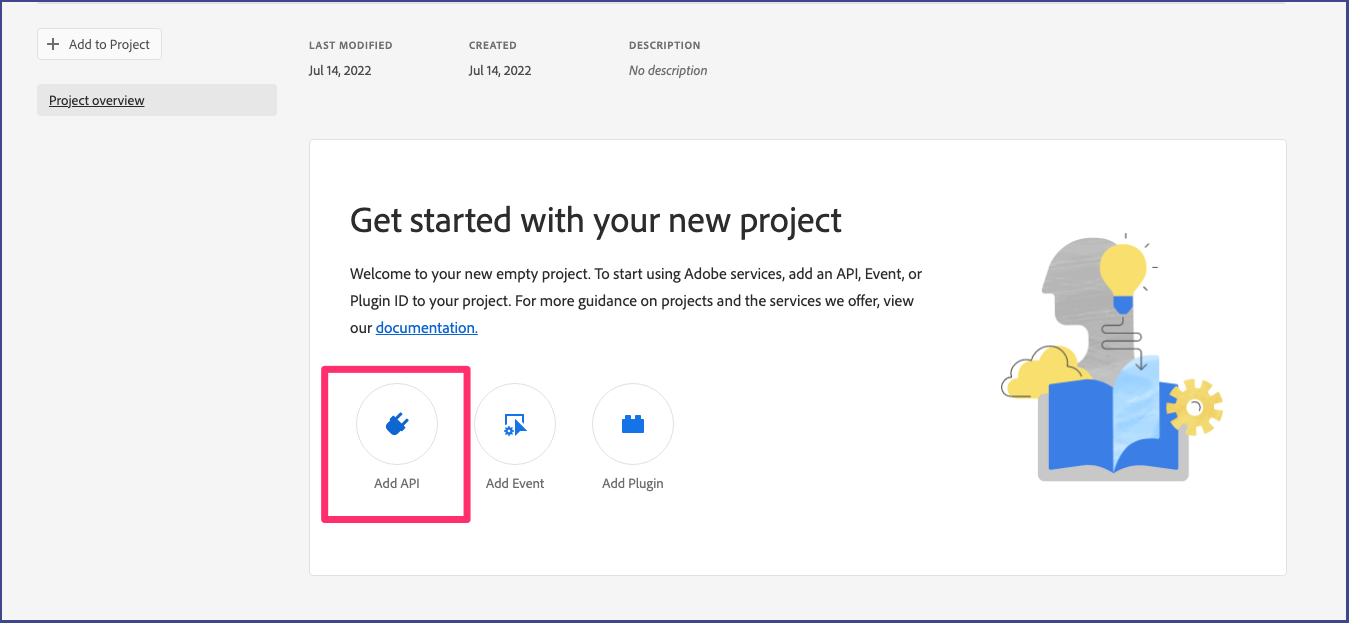 Add to Project
LAST MODIFIED
CREATED
DESCRIPTION
Jul 14, 2022
Jul 14, 2022
No description
Project overview
Get started with your new project
Welcome to your new empty project. To start using Adobe services, add an API, Event, or
Plugin ID to your project. For more guidance on projects and the services we offer, view
our documentation.
Add API
Add Event
Add Plugin